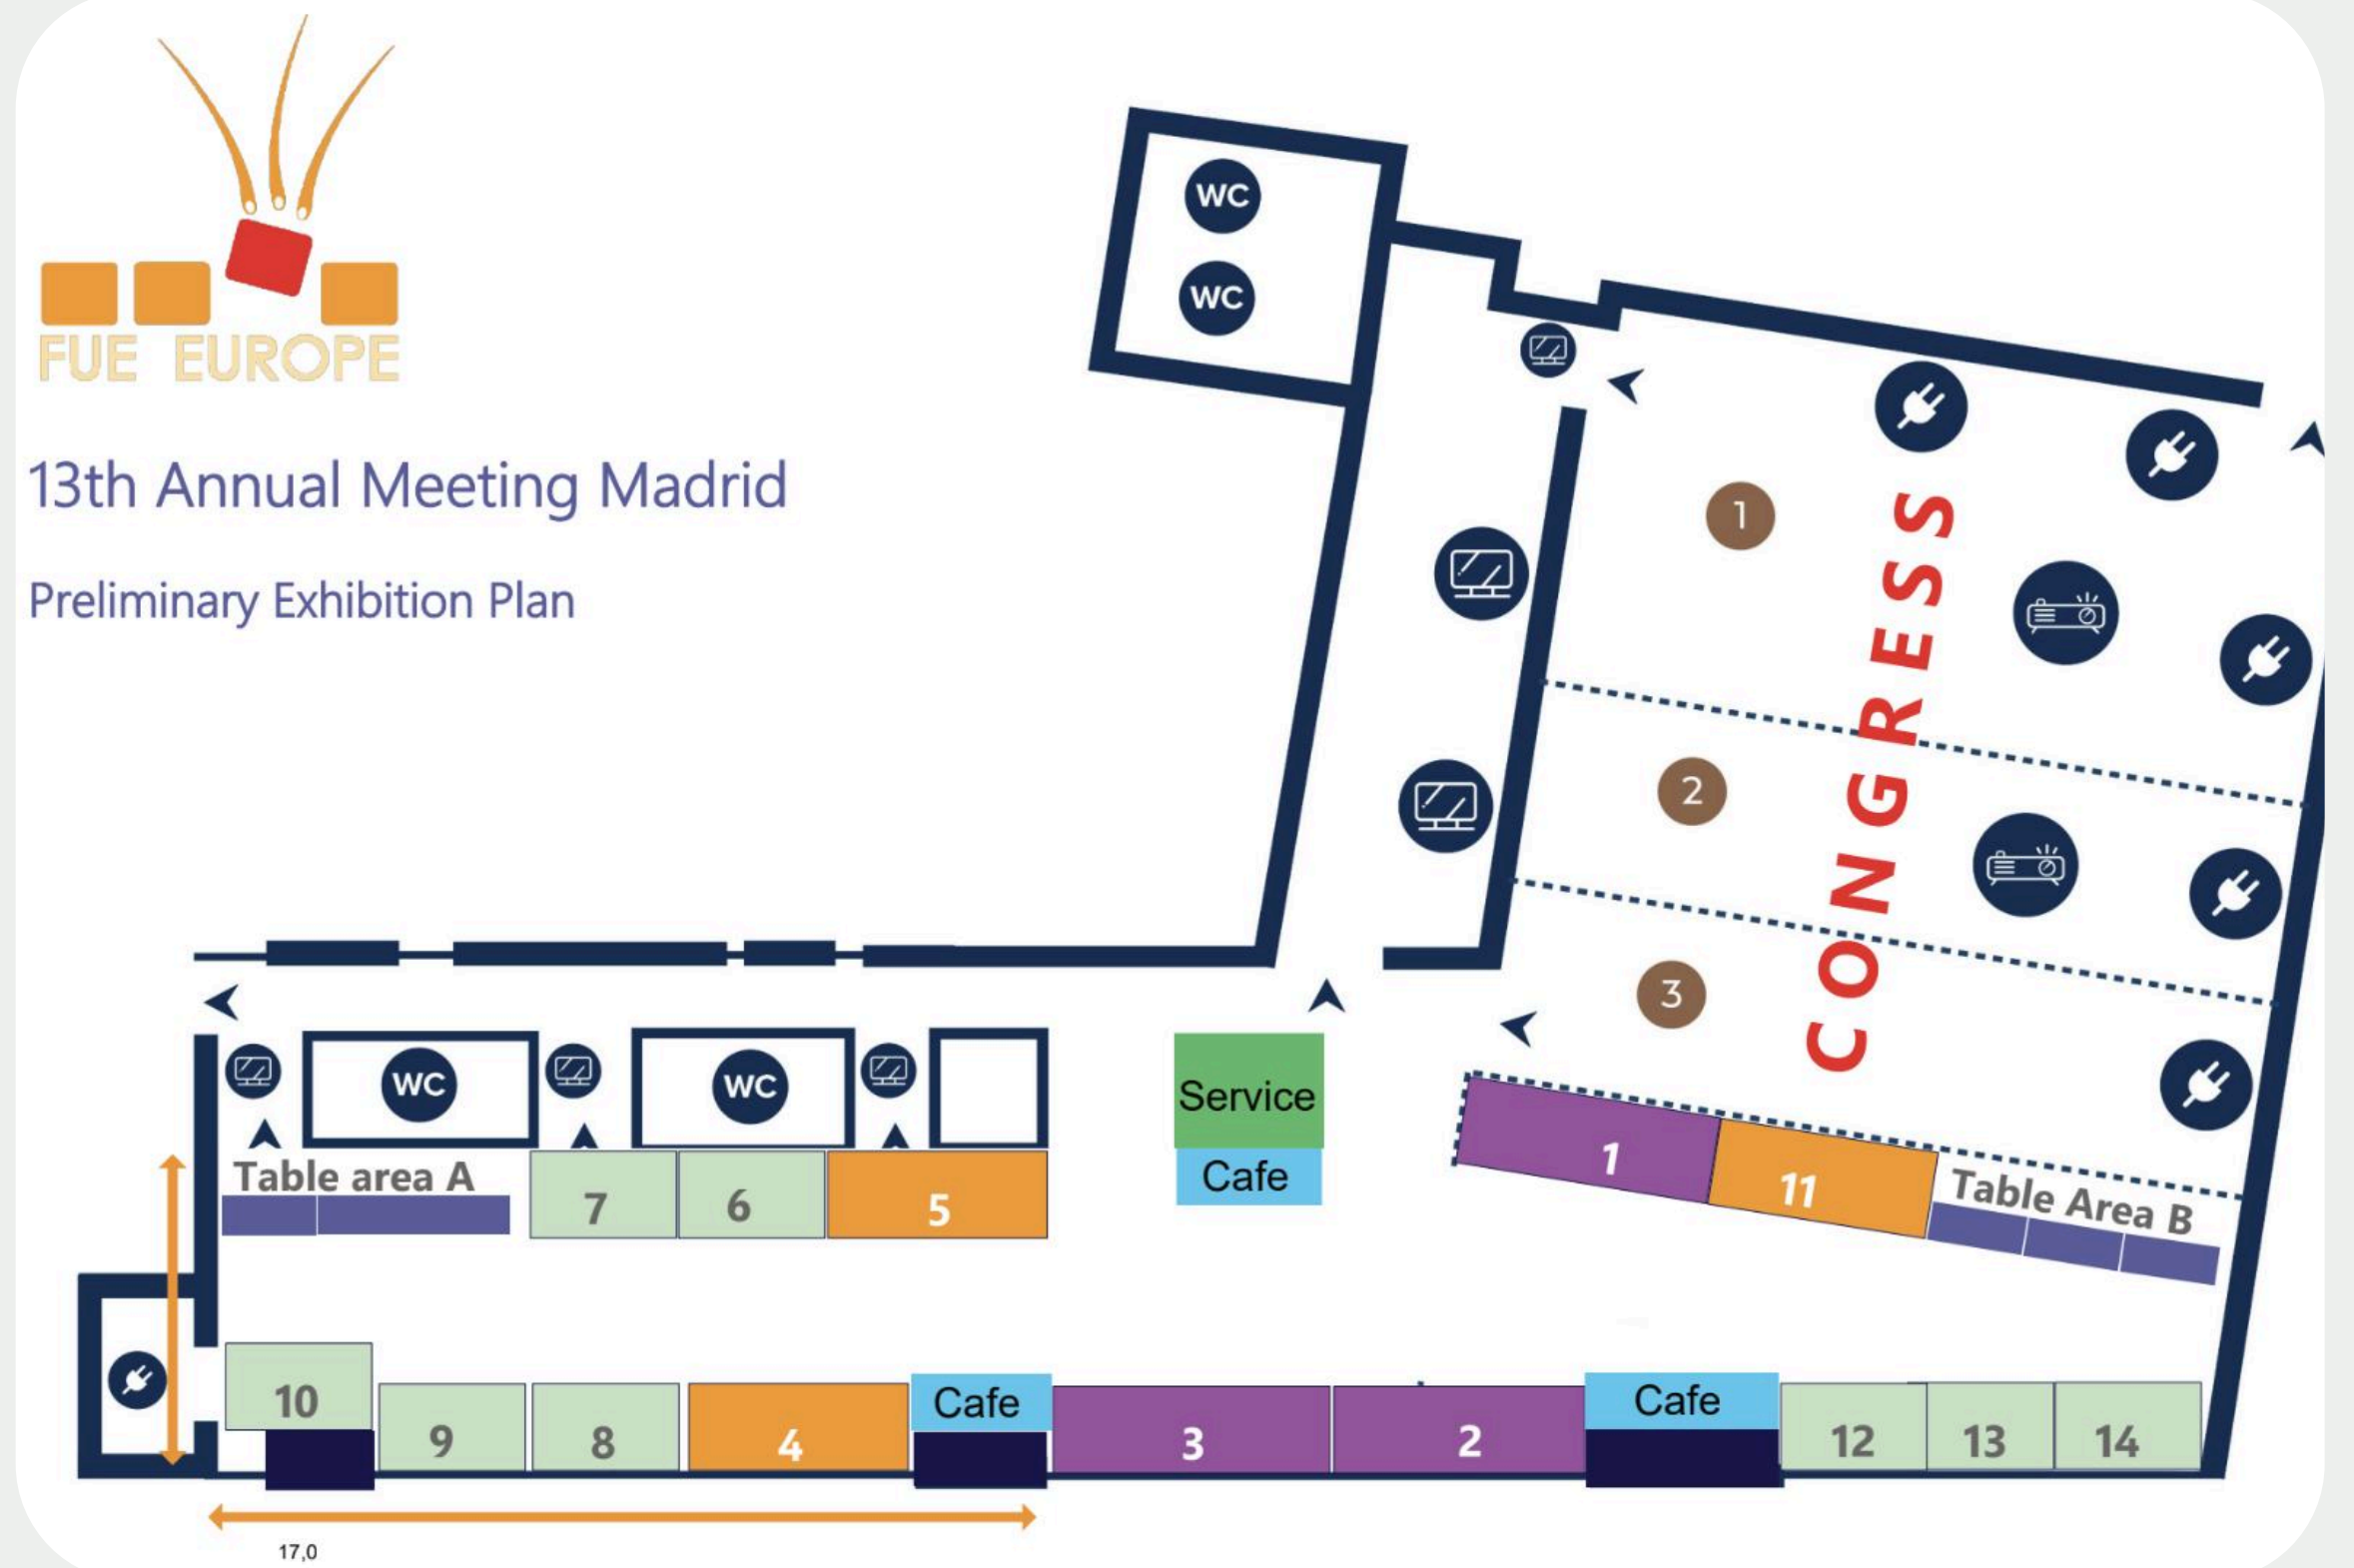 FUE EUROPE
13th Annual Meeting Madrid
Preliminary Exhibition Plan
WC
WC
1
2
3
CONGRESS
WC
WC
Service
Cafe
Table area A
7
6
5
1
11
Table Area B
10
9
8
4
Cafe
3
2
Cafe
12
13
14
17,0